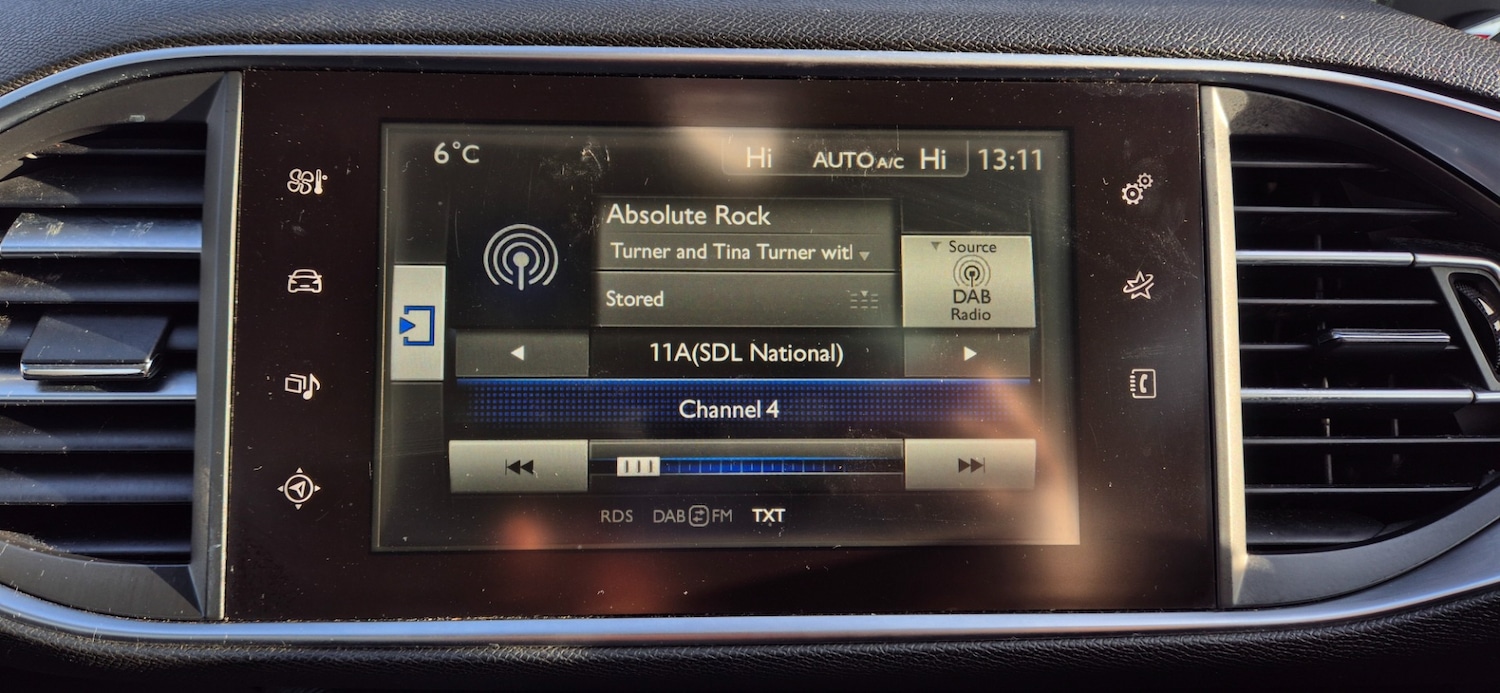 6°C Hi AUTO A/C Hi 13:11
Absolute Rock
Turner and Tina Turner witl
Source
DAB
Radio
Stored
11A(SDL National)
Channel 4
RDS DAB FM TXT